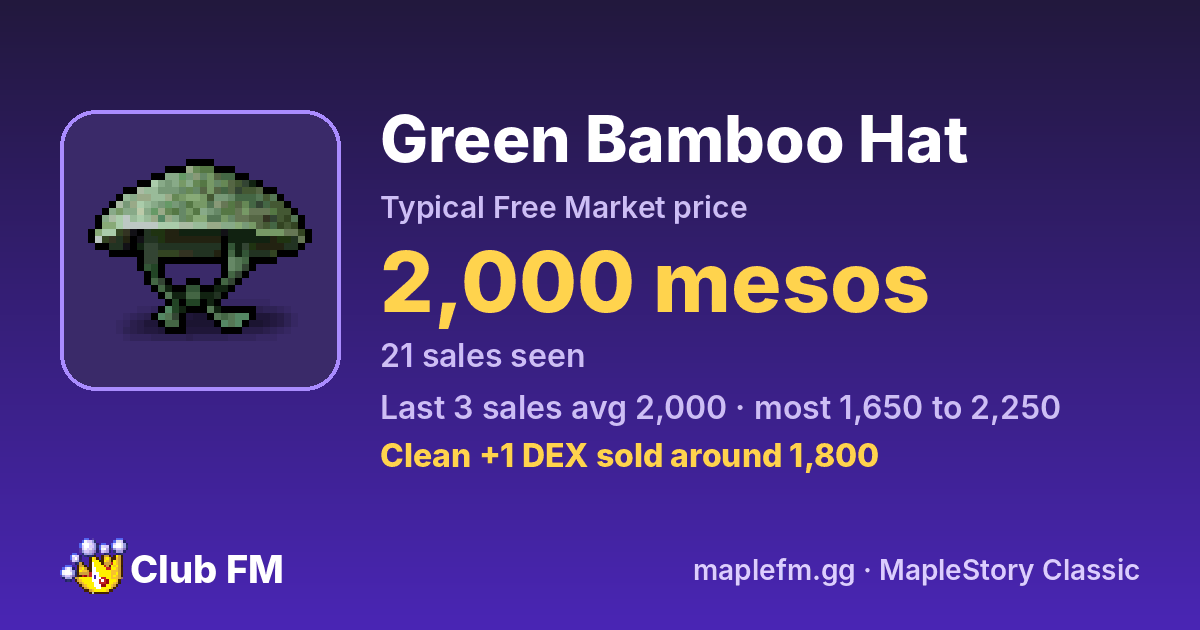 Green Bamboo Hat
Typical Free Market price
2,000 mesos
21 sales seen
Last 3 sales avg 2,000 · most 1,650 to 2,250
Clean +1 DEX sold around 1,800
Club FM
maplefm.gg · MapleStory Classic